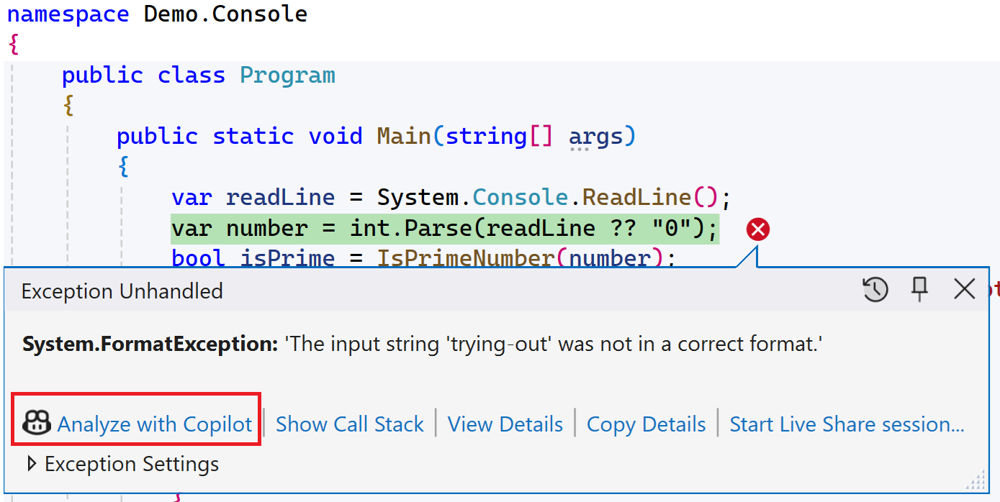 namespace Demo.Console
{
public class Program
{
public static void Main(string[] args)
{
var readLine = System.Console.ReadLine();
var number = int.Parse(readLine ?? "0");
bool isPrime = IsPrimeNumber(number);
Exception Unhandled
System.FormatException: 'The input string 'trying-out' was not in a correct format.'
Analyze with Copilot | Show Call Stack | View Details | Copy Details | Start Live Share session...
Exception Settings
}